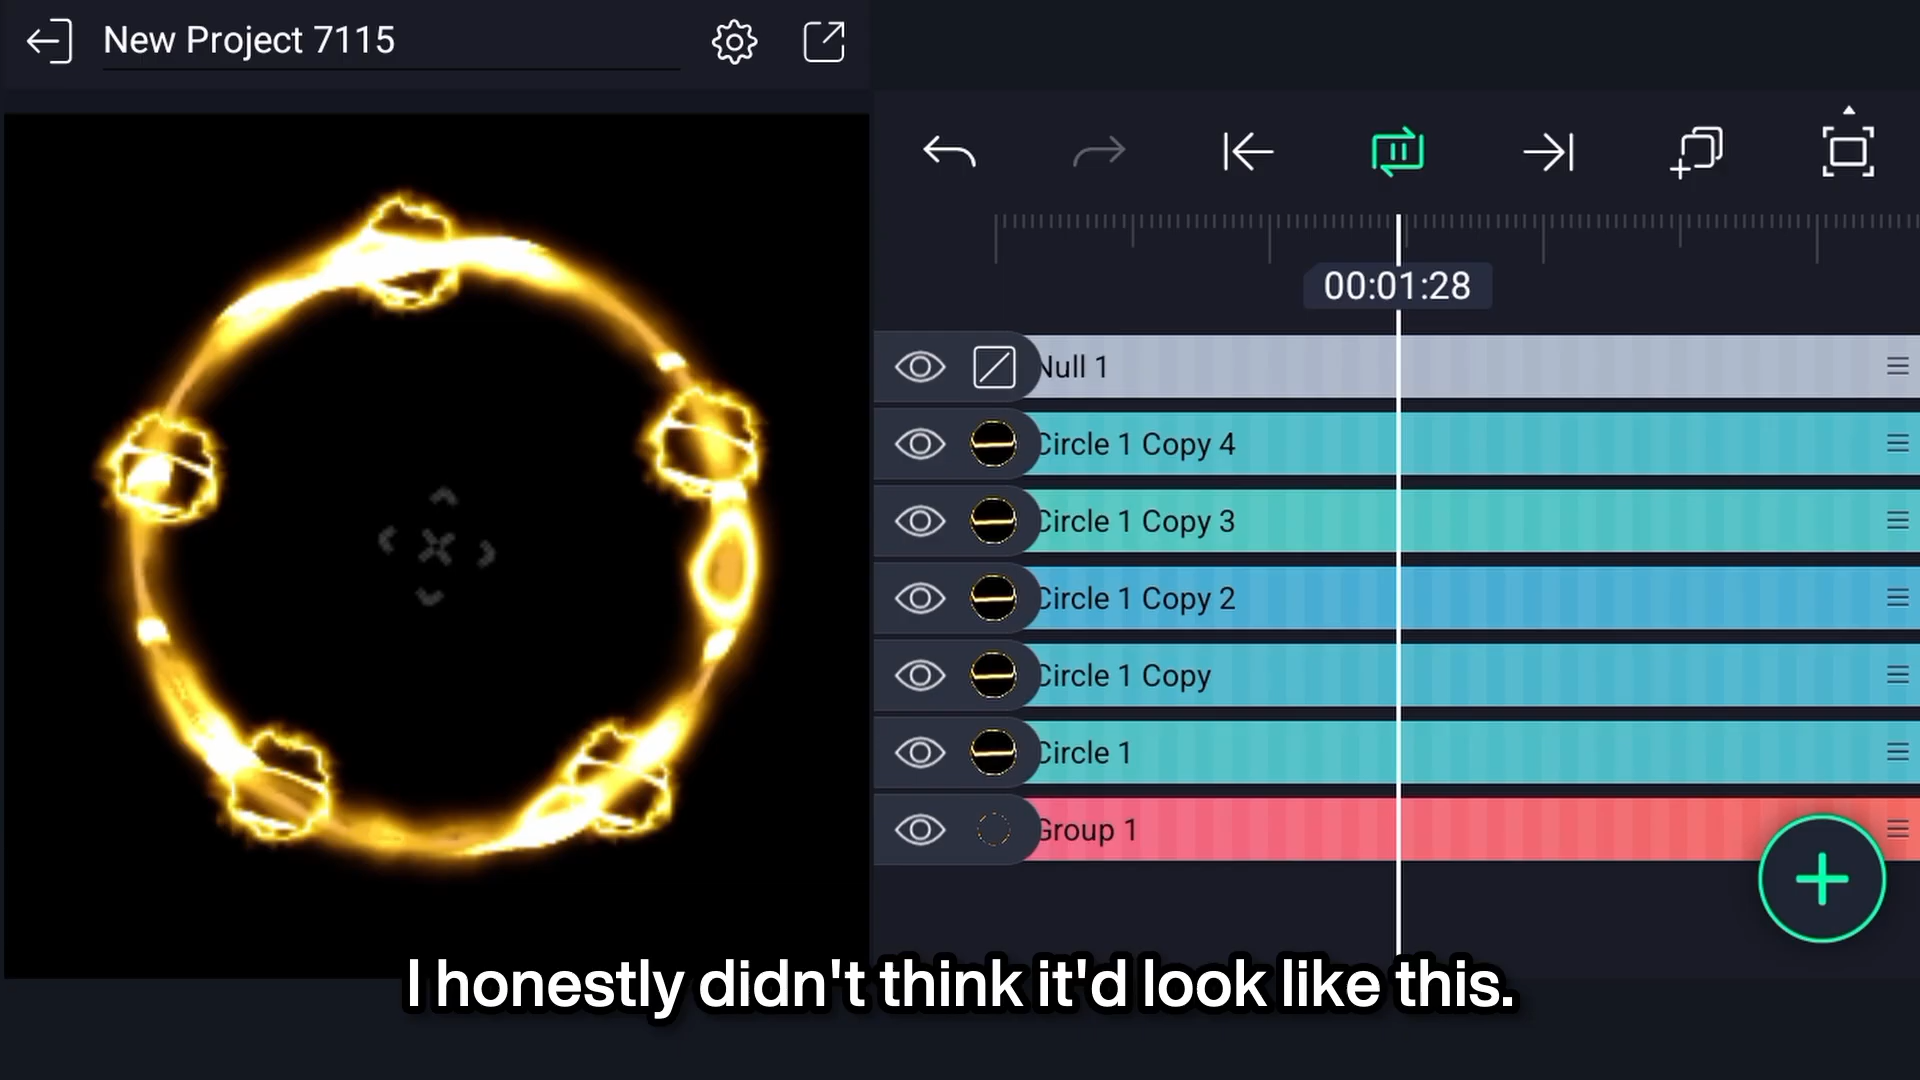 New Project 7115
00:01:28
Null 1
Circle 1 Copy 4
Circle 1 Copy 3
Circle 1 Copy 2
Circle 1 Copy
Circle 1
Group 1
I honestly didn't think it'd look like this.